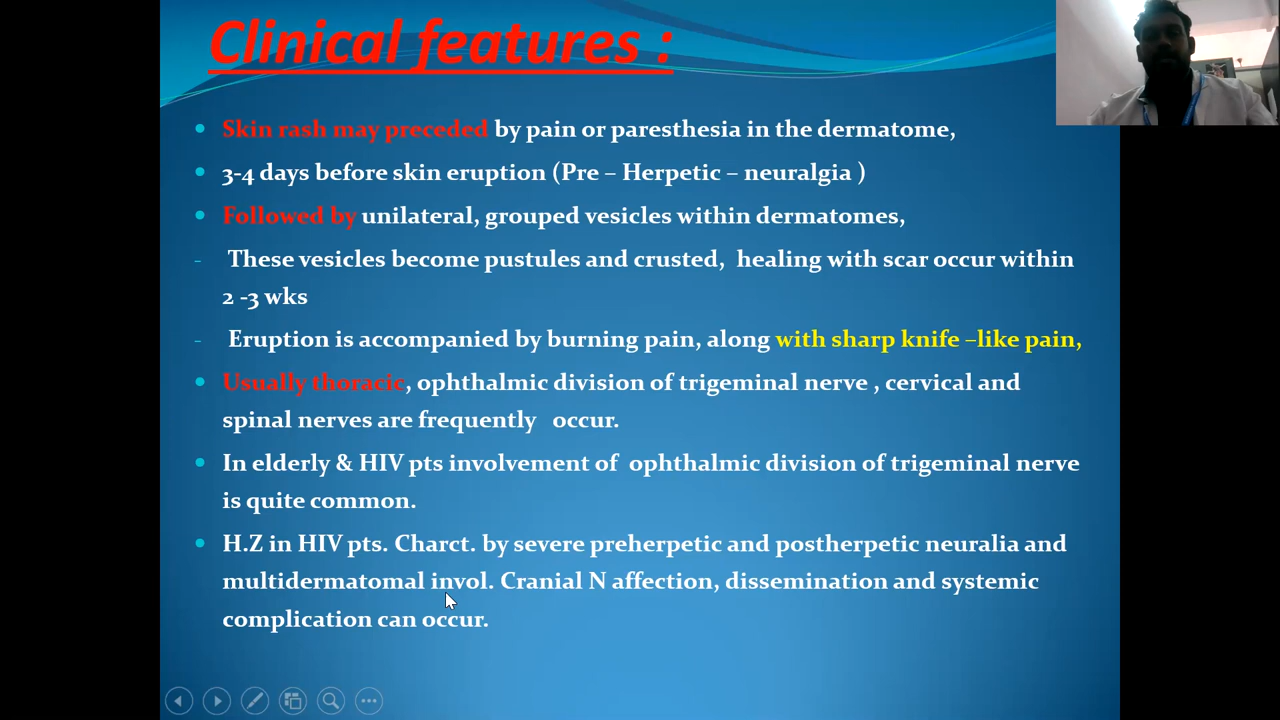 Clinical features :
Skin rash may preceded by pain or paresthesia in the dermatome,
3-4 days before skin eruption (Pre – Herpetic – neuralgia )
Followed by unilateral, grouped vesicles within dermatomes,
- These vesicles become pustules and crusted, healing with scar occur within
2 -3 wks
- Eruption is accompanied by burning pain, along with sharp knife –like pain,
Usually thoracic, ophthalmic division of trigeminal nerve , cervical and
spinal nerves are frequently occur.
In elderly & HIV pts involvement of ophthalmic division of trigeminal nerve
is quite common.
H.Z in HIV pts. Charct. by severe preherpetic and postherpetic neuralia and
multidermatomal invol. Cranial N affection, dissemination and systemic
complication can occur.